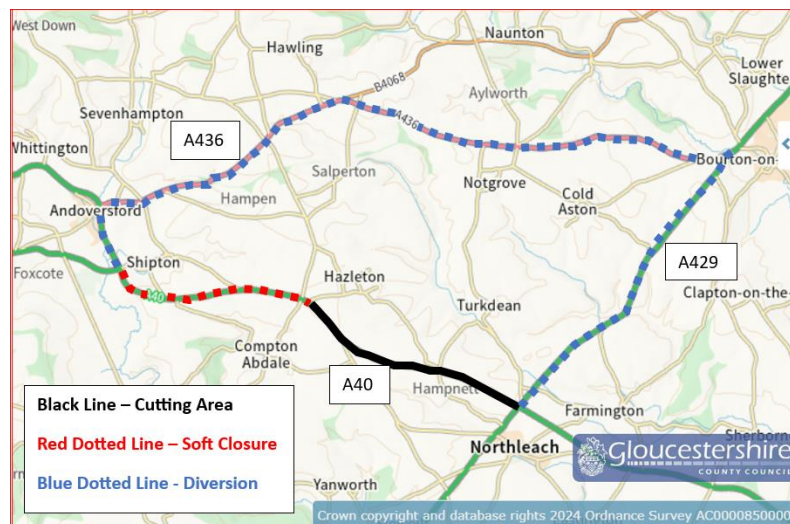 West Down
Hawling
Naunton
Lower
Slaughte
B4068
Sevenhampton
Aylworth
A436
A436
Whittington
Salperton
Bourton-on-
Notgrove
Hampen
Cold
Aston
Andoversford
A429
Foxcote
Shipton
Hazleton
Clapton-on-the-
A40
Turkdean
Compton
Abdale
A40
Hampnett
Black Line – Cutting Area
Farmington
Red Dotted Line – Soft Closure
Northleach
Sherborn
Gloucestershire
COUNTY COUNCIL
Blue Dotted Line - Diversion
Yanworth
Crown copyright and database rights 2024 Ordnance Survey AC0000850000